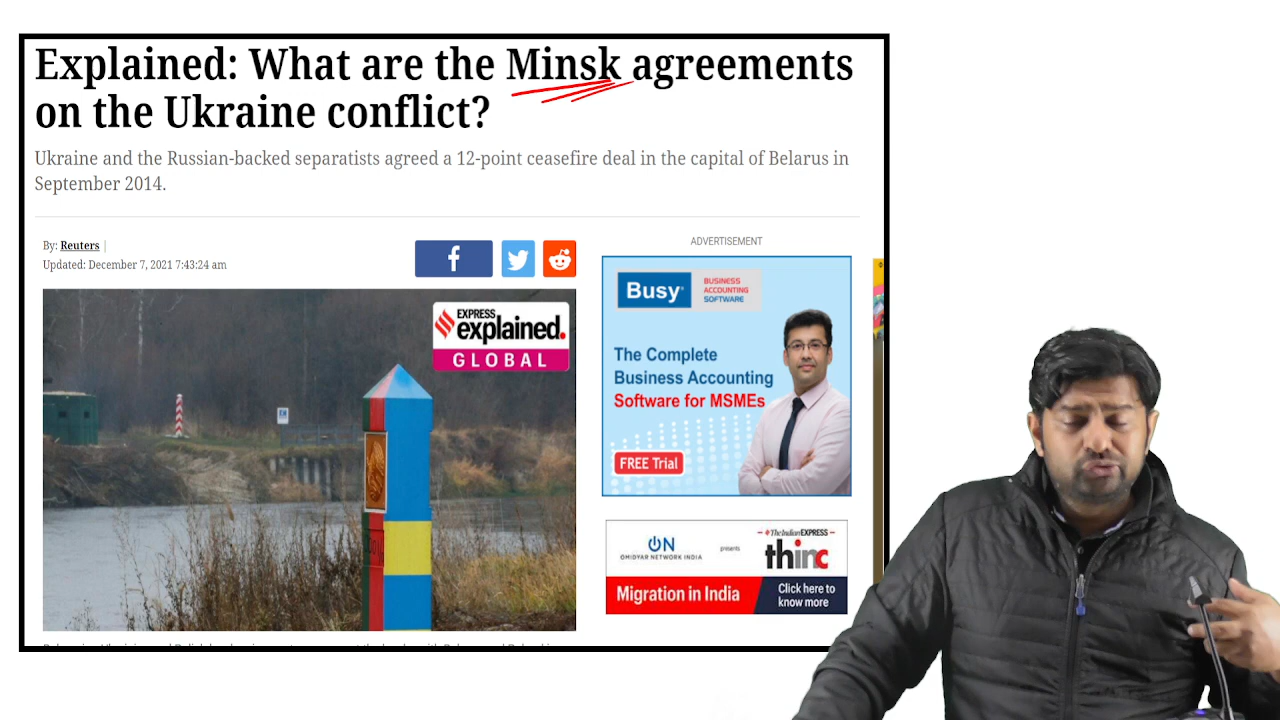 Explained: What are the Minsk agreements
on the Ukraine conflict?
Ukraine and the Russian-backed separatists agreed a 12-point ceasefire deal in the capital of Belarus in
September 2014.
By: Reuters |
Updated: December 7, 2021 7:43:24 am
ADVERTISEMENT
EXPRESS
explained.
GLOBAL
Busy
BUSINESS
ACCOUNTING
SOFTWARE
The Complete
Business Accounting
Software for MSMEs
FREE Trial
ON
OMIDYAR NETWORK INDIA
presents
The Indian EXPRESS
thinc
Migration in India
Click here to
know more